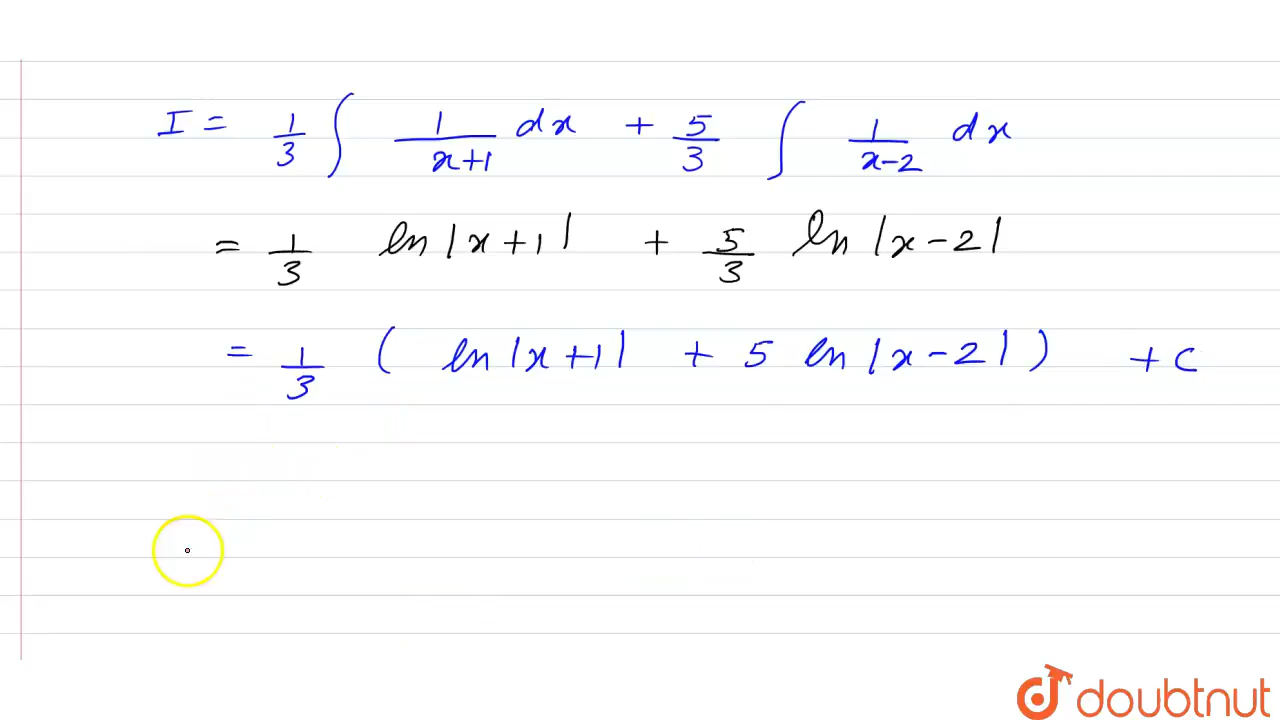 I = 1/3 ∫ 1/(x+1) dx + 5/3 ∫ 1/(x-2) dx
= 1/3 ln|x+1| + 5/3 ln|x-2|
= 1/3 ( ln|x+1| + 5 ln|x-2| ) + c
doubtnut